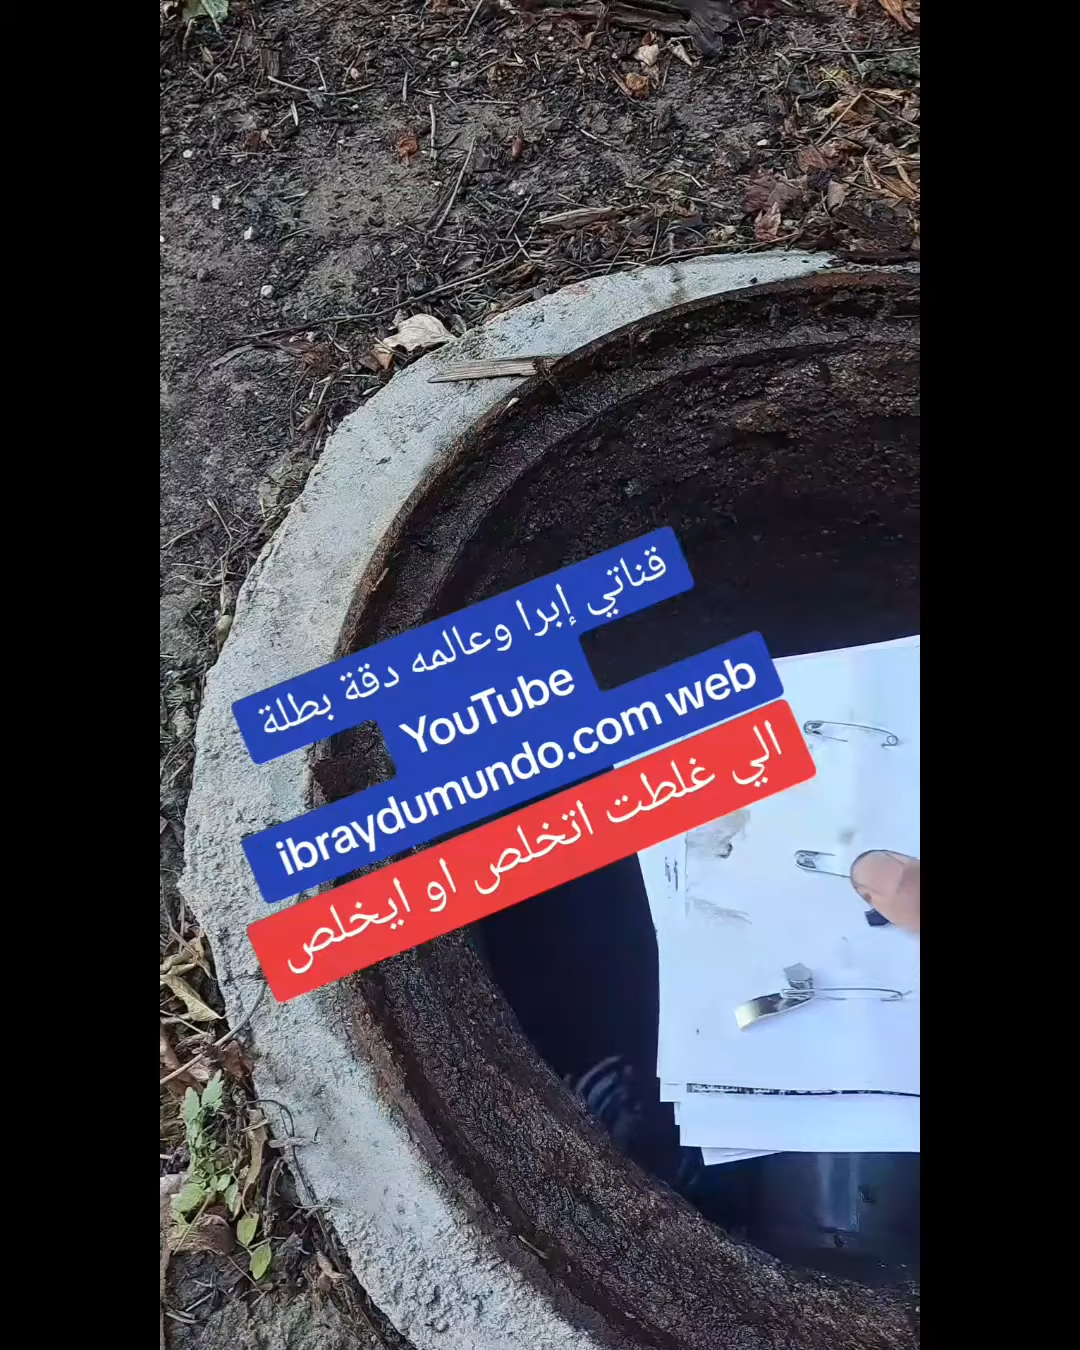 قناتي إبرا وعالمه دقة بطلة
YouTube
ibraydumundo.com web
الي غلطت اتخلص او ايخلص